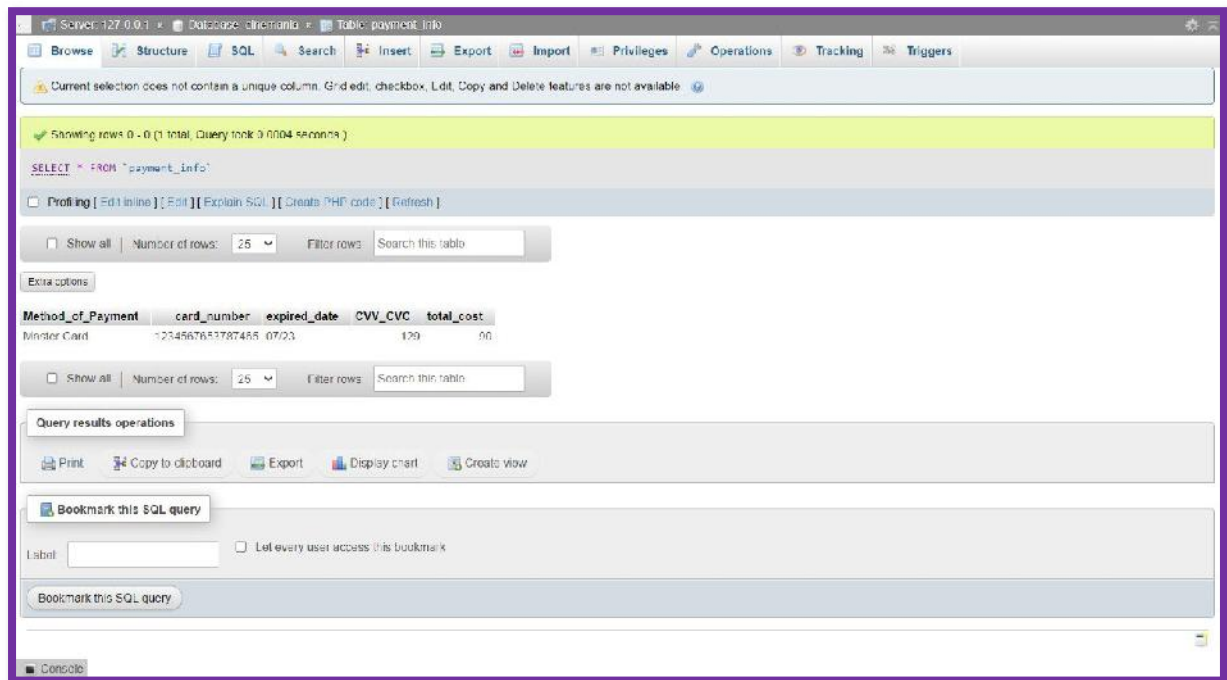 Server: 127.0.0.1 » Database: cinemania » Table: payment_info
Browse Structure SQL Search Insert Export Import Privileges Operations Tracking Triggers
Current selection does not contain a unique column. Grid edit, checkbox, Edit, Copy and Delete features are not available.
Showing rows 0 - 0 (1 total, Query took 0.0004 seconds.)
SELECT * FROM `payment_info`
Profiling [ Edit inline ] [ Edit ] [ Explain SQL ] [ Create PHP code ] [ Refresh ]
Show all | Number of rows: 25 Filter rows: Search this table
Extra options
Method_of_Payment card_number expired_date CVV_CVC total_cost
Master Card 07/23 129 90
Show all | Number of rows: 25 Filter rows: Search this table
Query results operations
Print Copy to clipboard Export Display chart Create view
Bookmark this SQL query
Label: Let every user access this bookmark
Bookmark this SQL query
Console